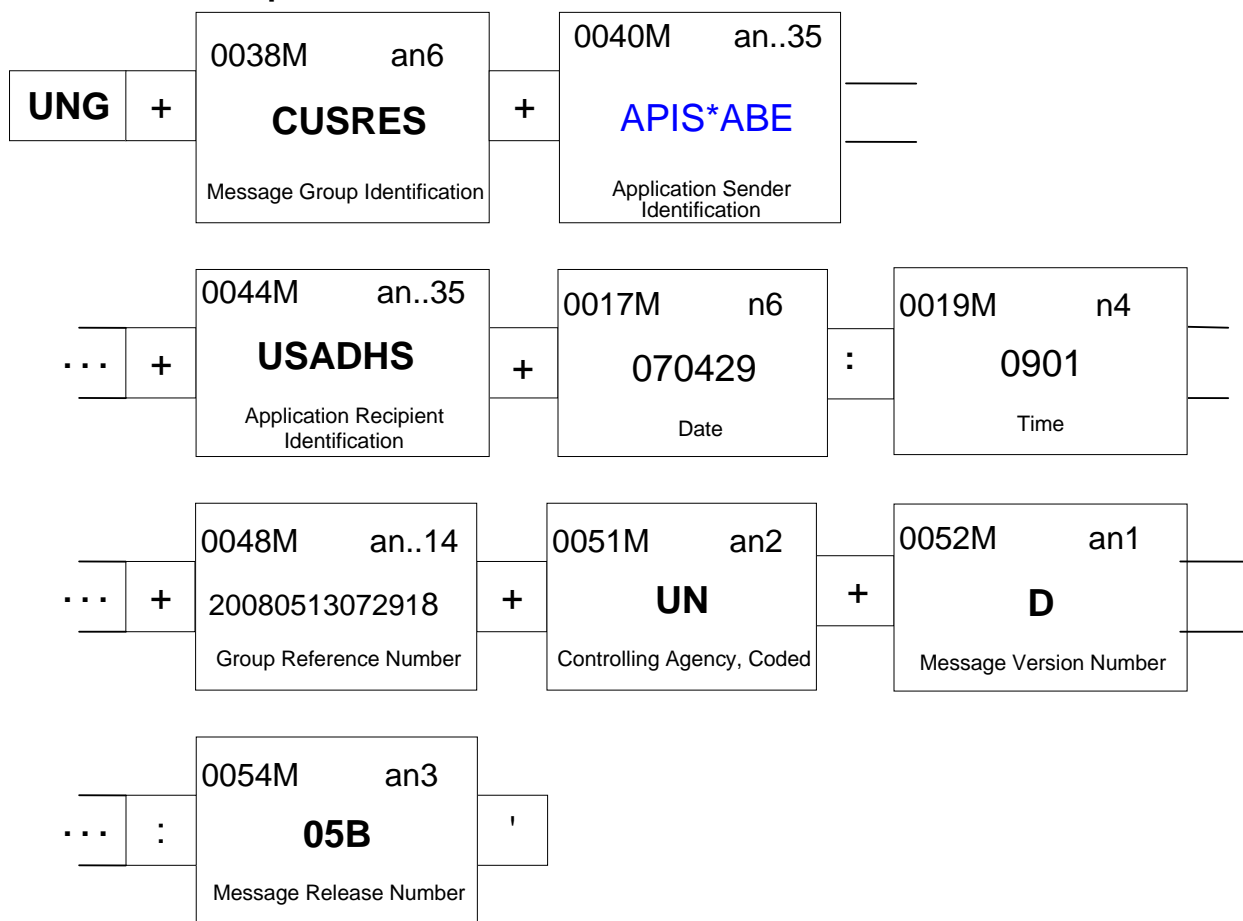 0038M an6 0040M an..35
UNG + CUSRES + APIS*ABE
Message Group Identification Application Sender
Identification
0044M an..35 0017M n6 0019M n4
... + USADHS + 070429 : 0901
Application Recipient
Identification Date Time
0048M an..14 0051M an2 0052M an1
... + 20080513072918 + UN + D
Group Reference Number Controlling Agency, Coded Message Version Number
0054M an3
... : 05B '
Message Release Number